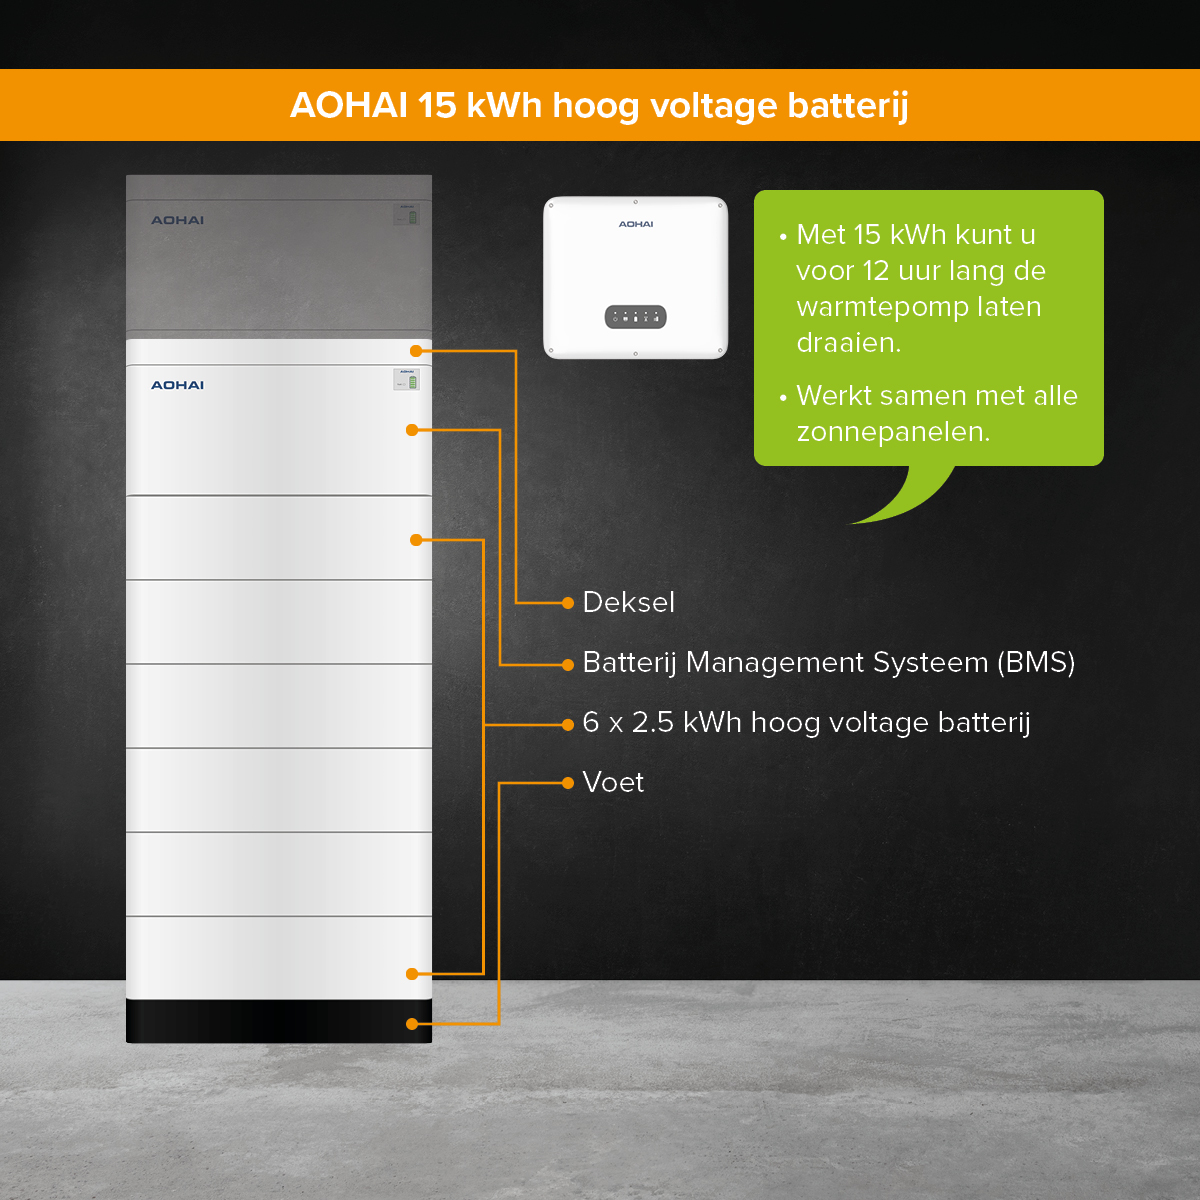 AOHAI 15 kWh hoog voltage batterij
AOHAI
AOHAI
• Met 15 kWh kunt u
voor 12 uur lang de
warmtepomp laten
draaien.
• Werkt samen met alle
zonnepanelen.
AOHAI
AOHAI
AOHAI
Deksel
Batterij Management Systeem (BMS)
6 x 2.5 kWh hoog voltage batterij
Voet